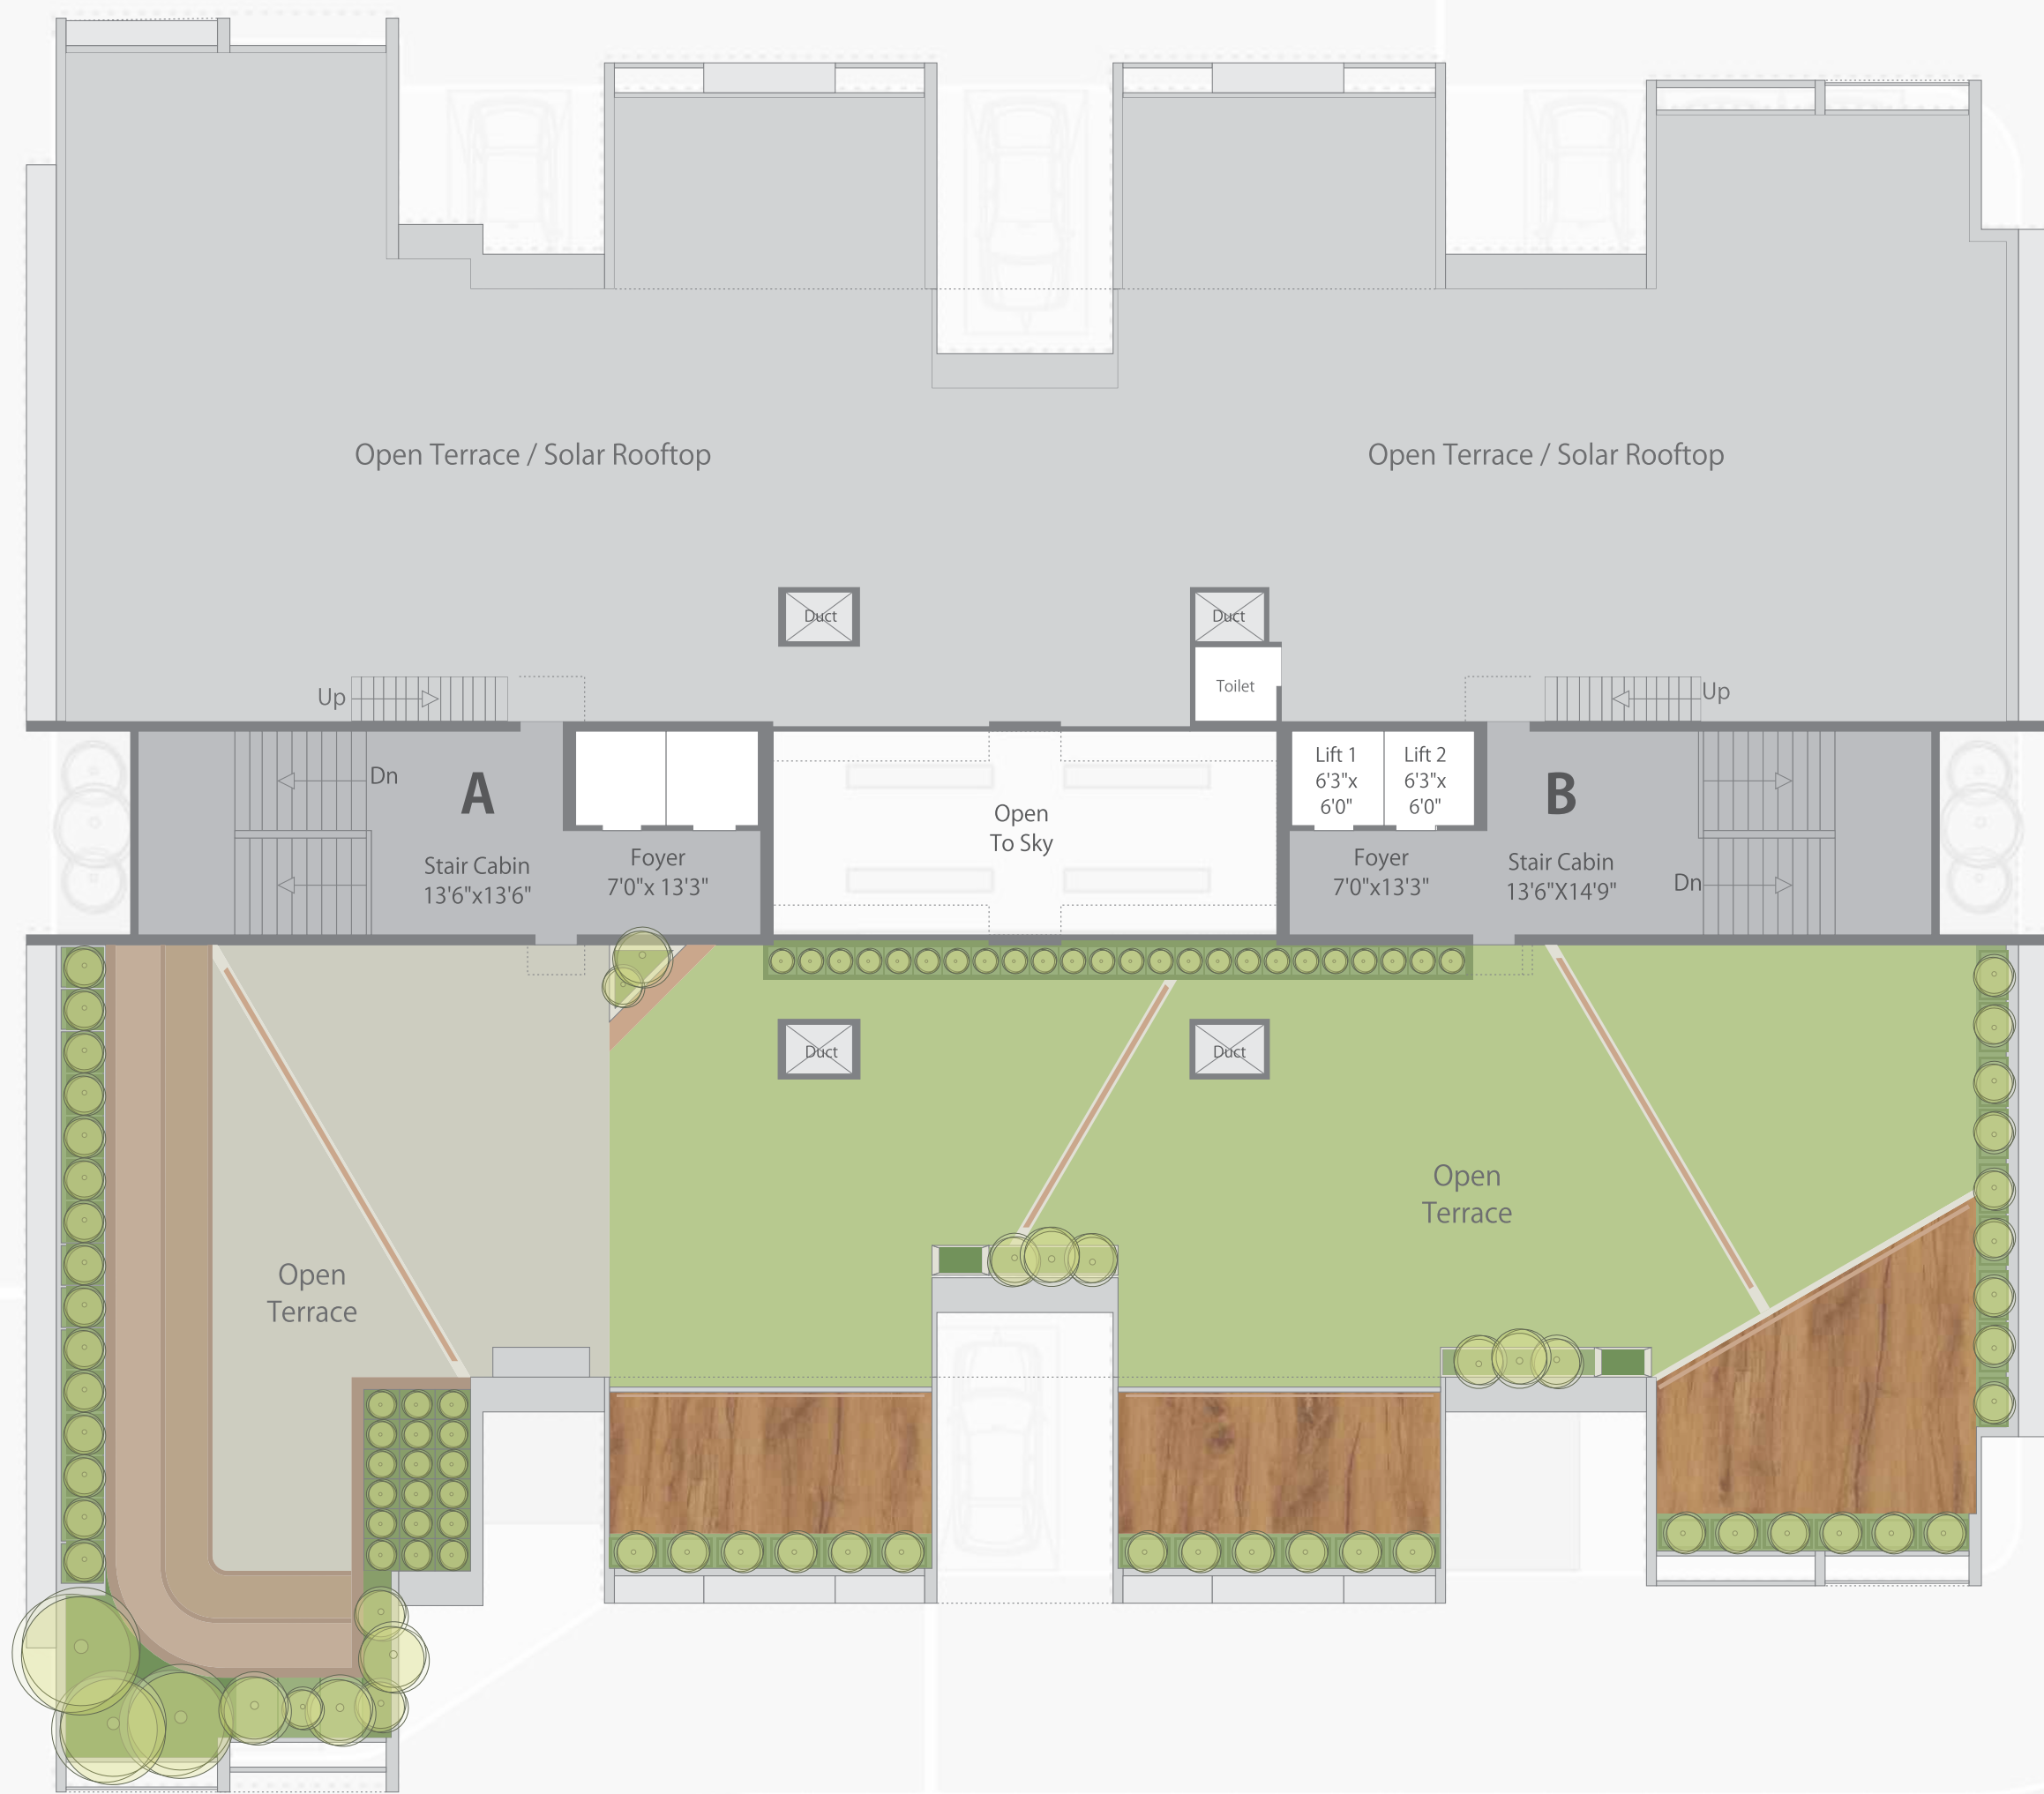 Open Terrace / Solar Rooftop
Open Terrace / Solar Rooftop
Duct
Duct
Toilet
Up
Up
Dn
A
Stair Cabin
13'6"x13'6"
Foyer
7'0"x 13'3"
Open
To Sky
Lift 1
6'3"x
6'0"
Lift 2
6'3"x
6'0"
Foyer
7'0"x13'3"
B
Stair Cabin
13'6"X14'9"
Dn
Duct
Duct
Open
Terrace
Open
Terrace